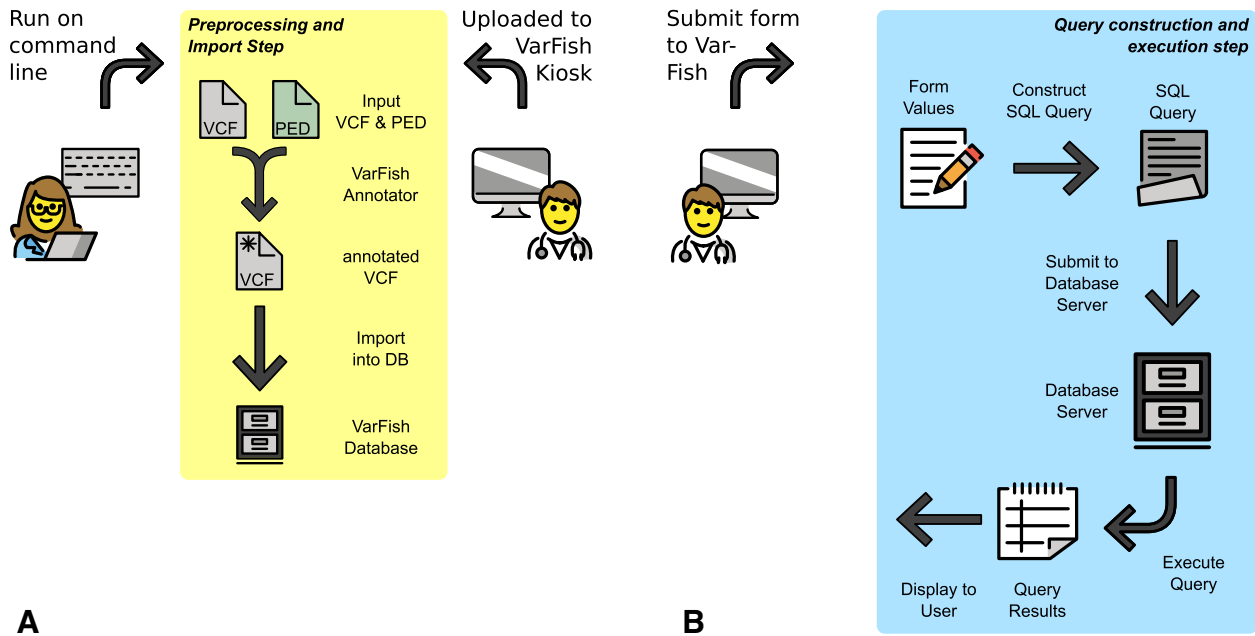 Run on
command
line
Preprocessing and
Import Step
VCF
PED
Input
VCF & PED
VarFish
Annotator
VCF
annotated
VCF
Import
into DB
VarFish
Database
Uploaded to
VarFish
Kiosk
A
Submit form
to Var-
Fish
Query construction and
execution step
Form
Values
Construct
SQL Query
SQL
Query
Submit to
Database
Server
Database
Server
Execute
Query
Query
Results
Display to
User
B